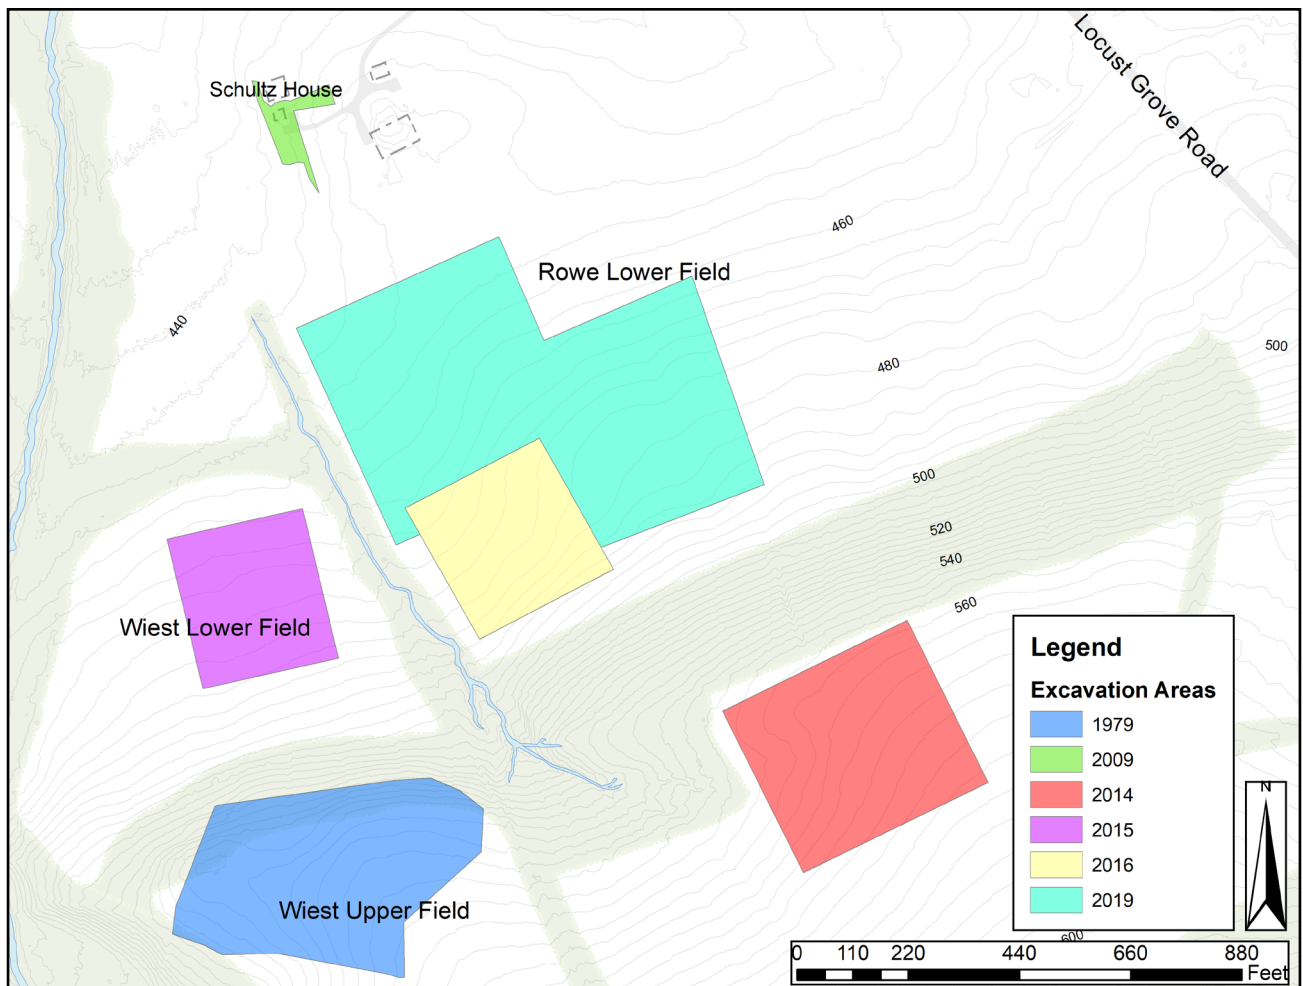 Locust Grove Road
Schultz House
460
Rowe Lower Field
440
500
480
500
520
540
560
Wiest Lower Field
Legend
Excavation Areas
1979
2009
2014
2015
2016
2019
N
Wiest Upper Field
600
0 110 220 440 660 880
Feet